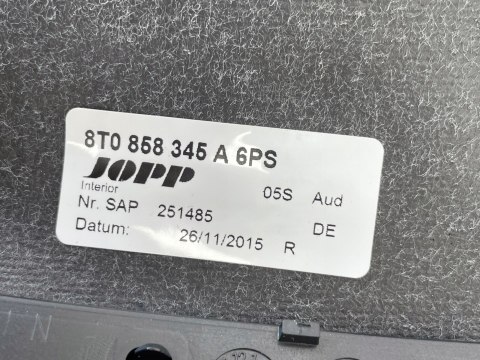 8T0 858 345 A 6PS
JOPP
Interior 05S Aud
Nr. SAP 251485 DE
Datum: 26/11/2015 R